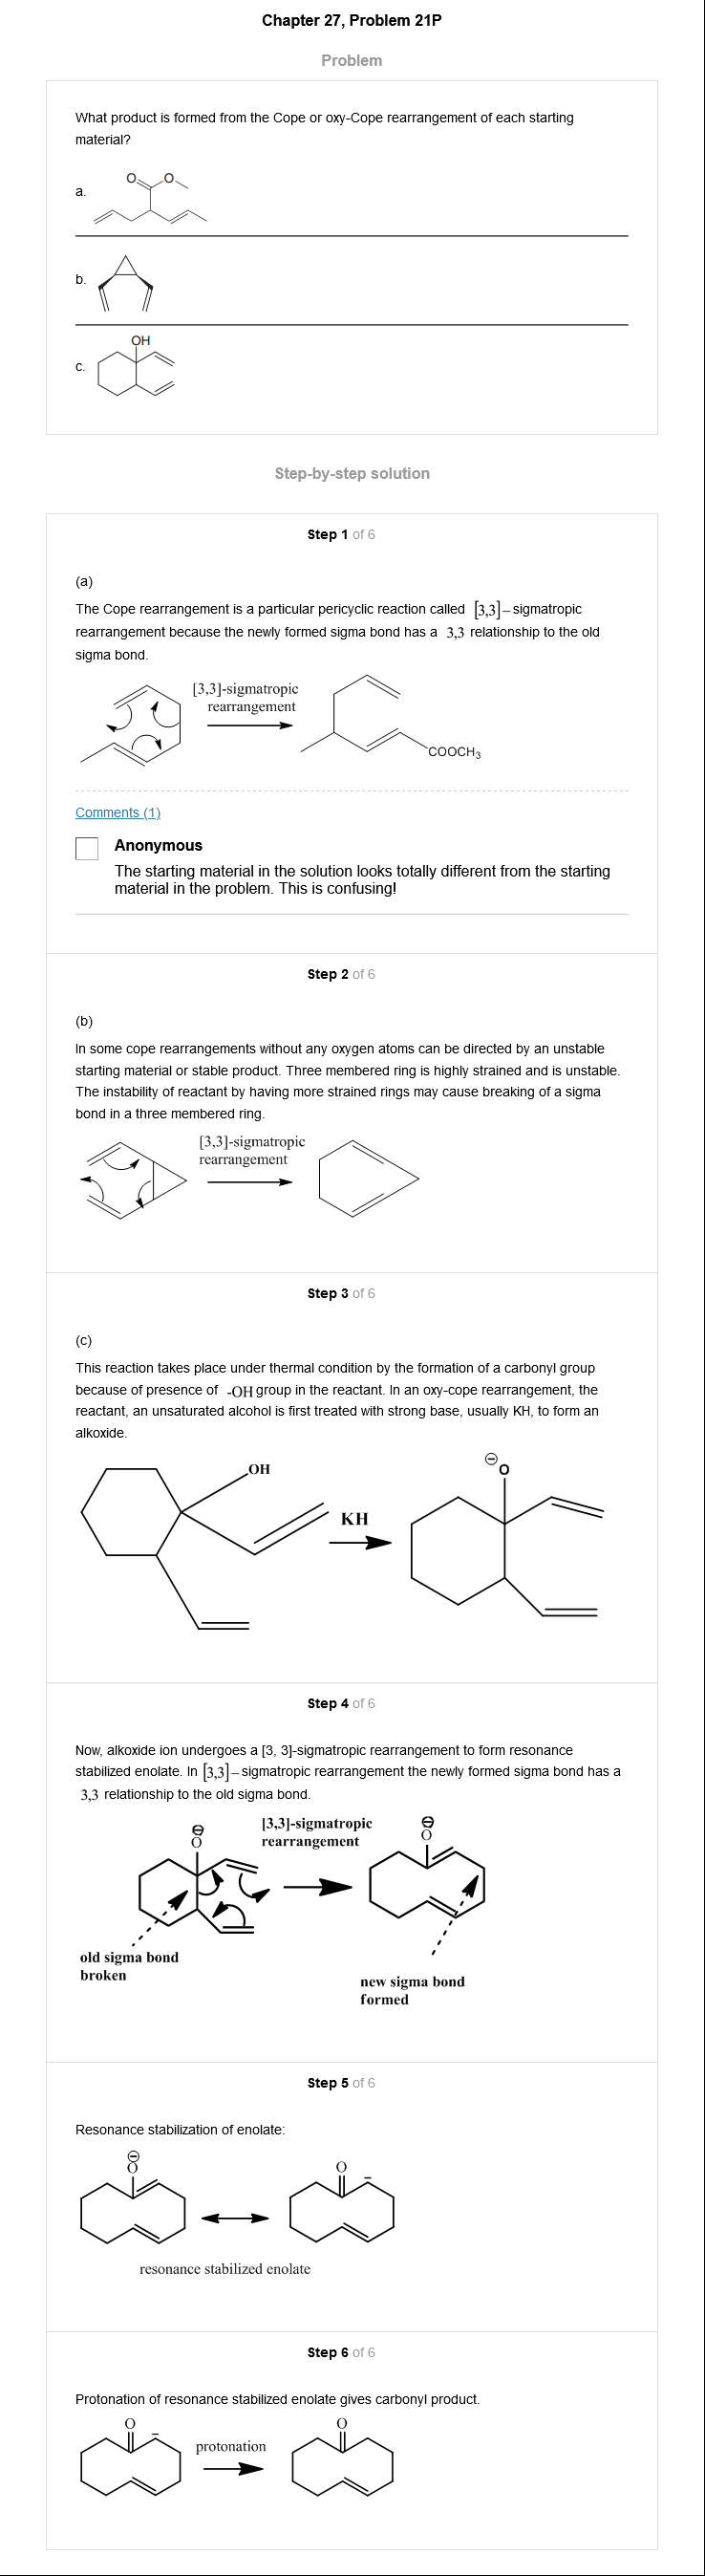 Chapter 27, Problem 21P
Problem
What product is formed from the Cope or oxy-Cope rearrangement of each starting
material?
a.
O
O
b.
c.
OH
Step-by-step solution
Step 1 of 6
(a)
The Cope rearrangement is a particular pericyclic reaction called [3,3]– sigmatropic
rearrangement because the newly formed sigma bond has a 3,3 relationship to the old
sigma bond.
[3,3]-sigmatropic
rearrangement
COOCH3
Comments (1)
Anonymous
The starting material in the solution looks totally different from the starting
material in the problem. This is confusing!
Step 2 of 6
(b)
In some cope rearrangements without any oxygen atoms can be directed by an unstable
starting material or stable product. Three membered ring is highly strained and is unstable.
The instability of reactant by having more strained rings may cause breaking of a sigma
bond in a three membered ring.
[3,3]-sigmatropic
rearrangement
Step 3 of 6
(c)
This reaction takes place under thermal condition by the formation of a carbonyl group
because of presence of -OH group in the reactant. In an oxy-cope rearrangement, the
reactant, an unsaturated alcohol is first treated with strong base, usually KH, to form an
alkoxide.
OH
KH
⊖
O
Step 4 of 6
Now, alkoxide ion undergoes a [3, 3]-sigmatropic rearrangement to form resonance
stabilized enolate. In [3,3]– sigmatropic rearrangement the newly formed sigma bond has a
3,3 relationship to the old sigma bond.
[3,3]-sigmatropic
rearrangement
⊖
O
⊖
O
old sigma bond
broken
new sigma bond
formed
Step 5 of 6
Resonance stabilization of enolate:
⊖
O
O
–
resonance stabilized enolate
Step 6 of 6
Protonation of resonance stabilized enolate gives carbonyl product.
O
–
protonation
O